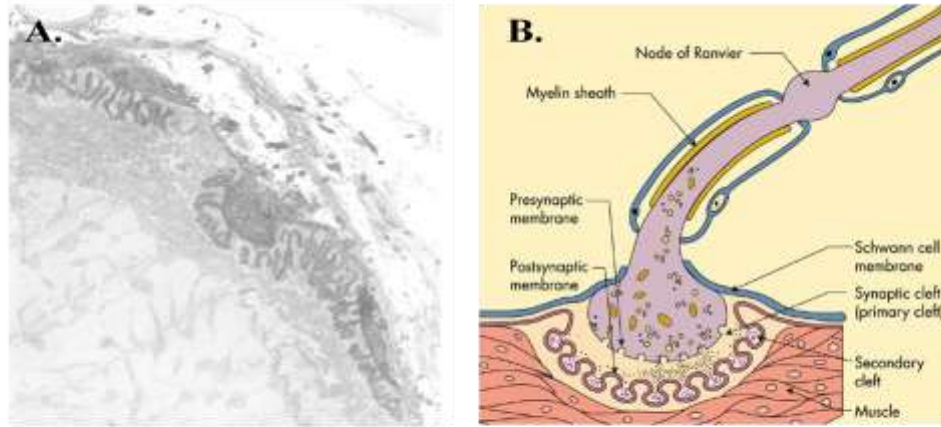 A.
B.
Node of Ranvier
Myelin sheath
Presynaptic
membrane
Postsynaptic
membrane
Schwann cell
membrane
Synaptic cleft
(primary cleft)
Secondary
cleft
Muscle